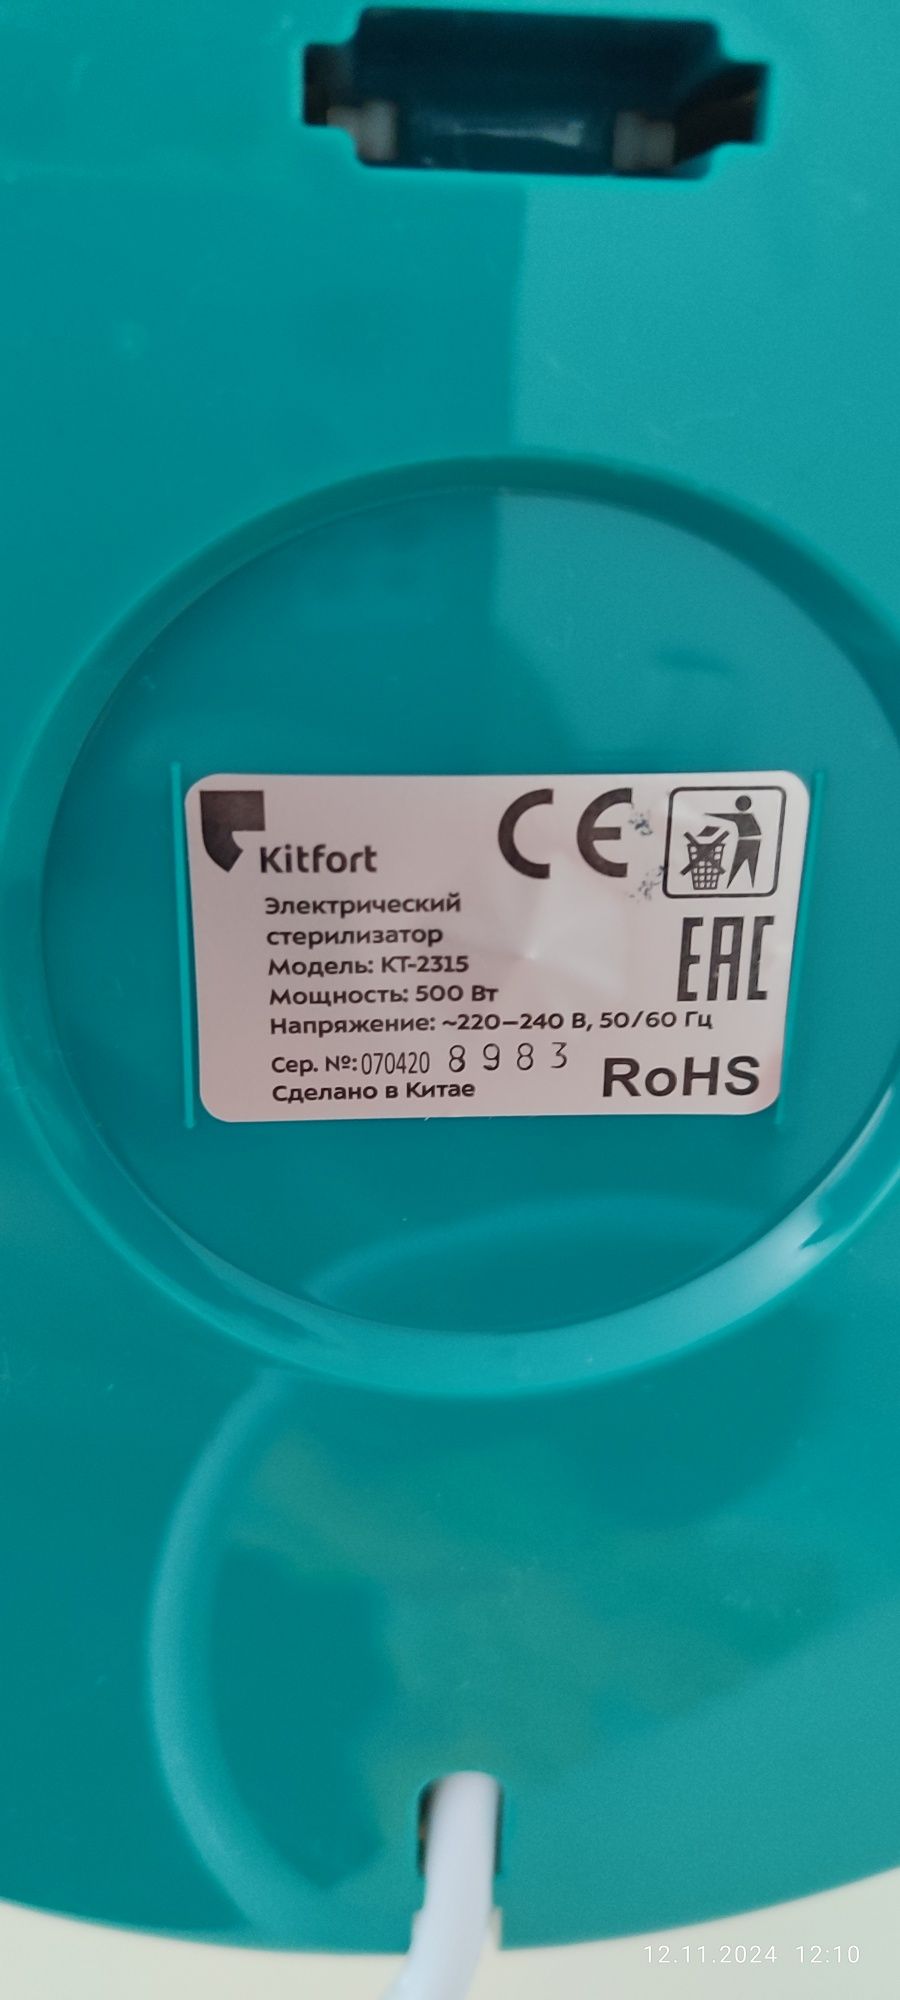 Kitfort
CE
Электрический
стерилизатор
Модель: КТ-2315
Мощность: 500 Вт
EAC
Напряжение: ~220–240 В, 50/60 Гц
Сер. №: 070420 8983
RoHS
Сделано в Китае
12.11.2024 12:10